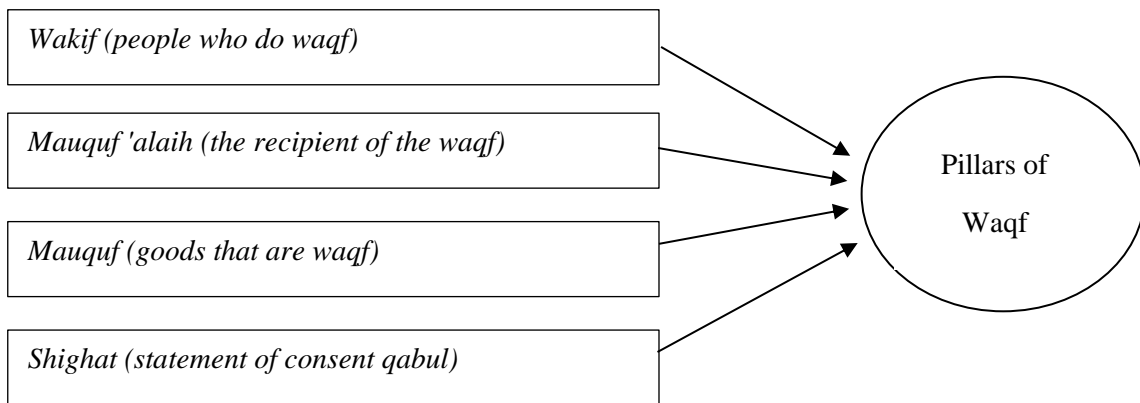 Wakif (people who do waqf)
Mauquf 'alaih (the recipient of the waqf)
Mauquf (goods that are waqf)
Shighat (statement of consent qabul)
Pillars of
Waqf